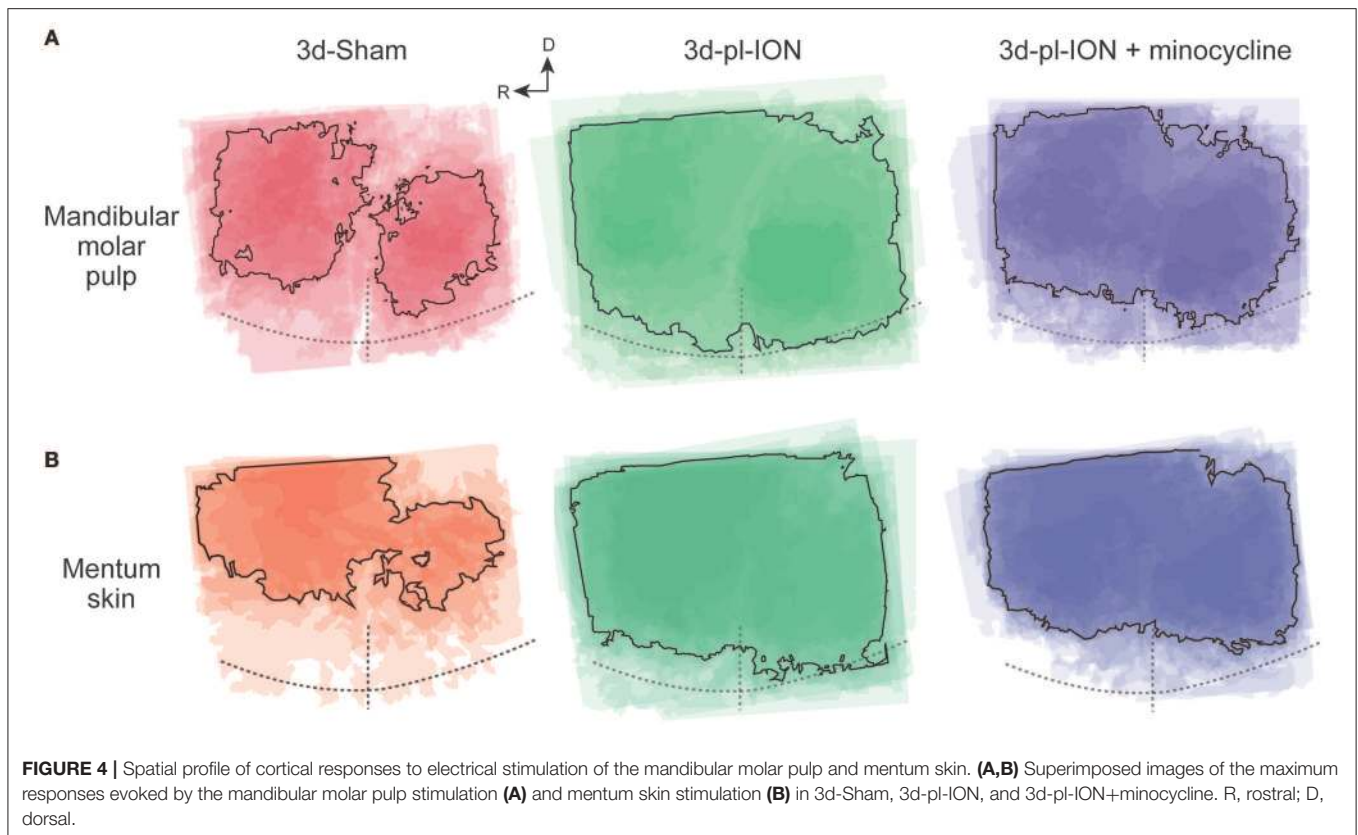 A
3d-Sham
3d-pl-ION
3d-pl-ION + minocycline
D
R
Mandibular
molar
pulp
B
Mentum
skin
FIGURE 4 | Spatial profile of cortical responses to electrical stimulation of the mandibular molar pulp and mentum skin. (A,B) Superimposed images of the maximum
responses evoked by the mandibular molar pulp stimulation (A) and mentum skin stimulation (B) in 3d-Sham, 3d-pl-ION, and 3d-pl-ION+minocycline. R, rostral; D,
dorsal.